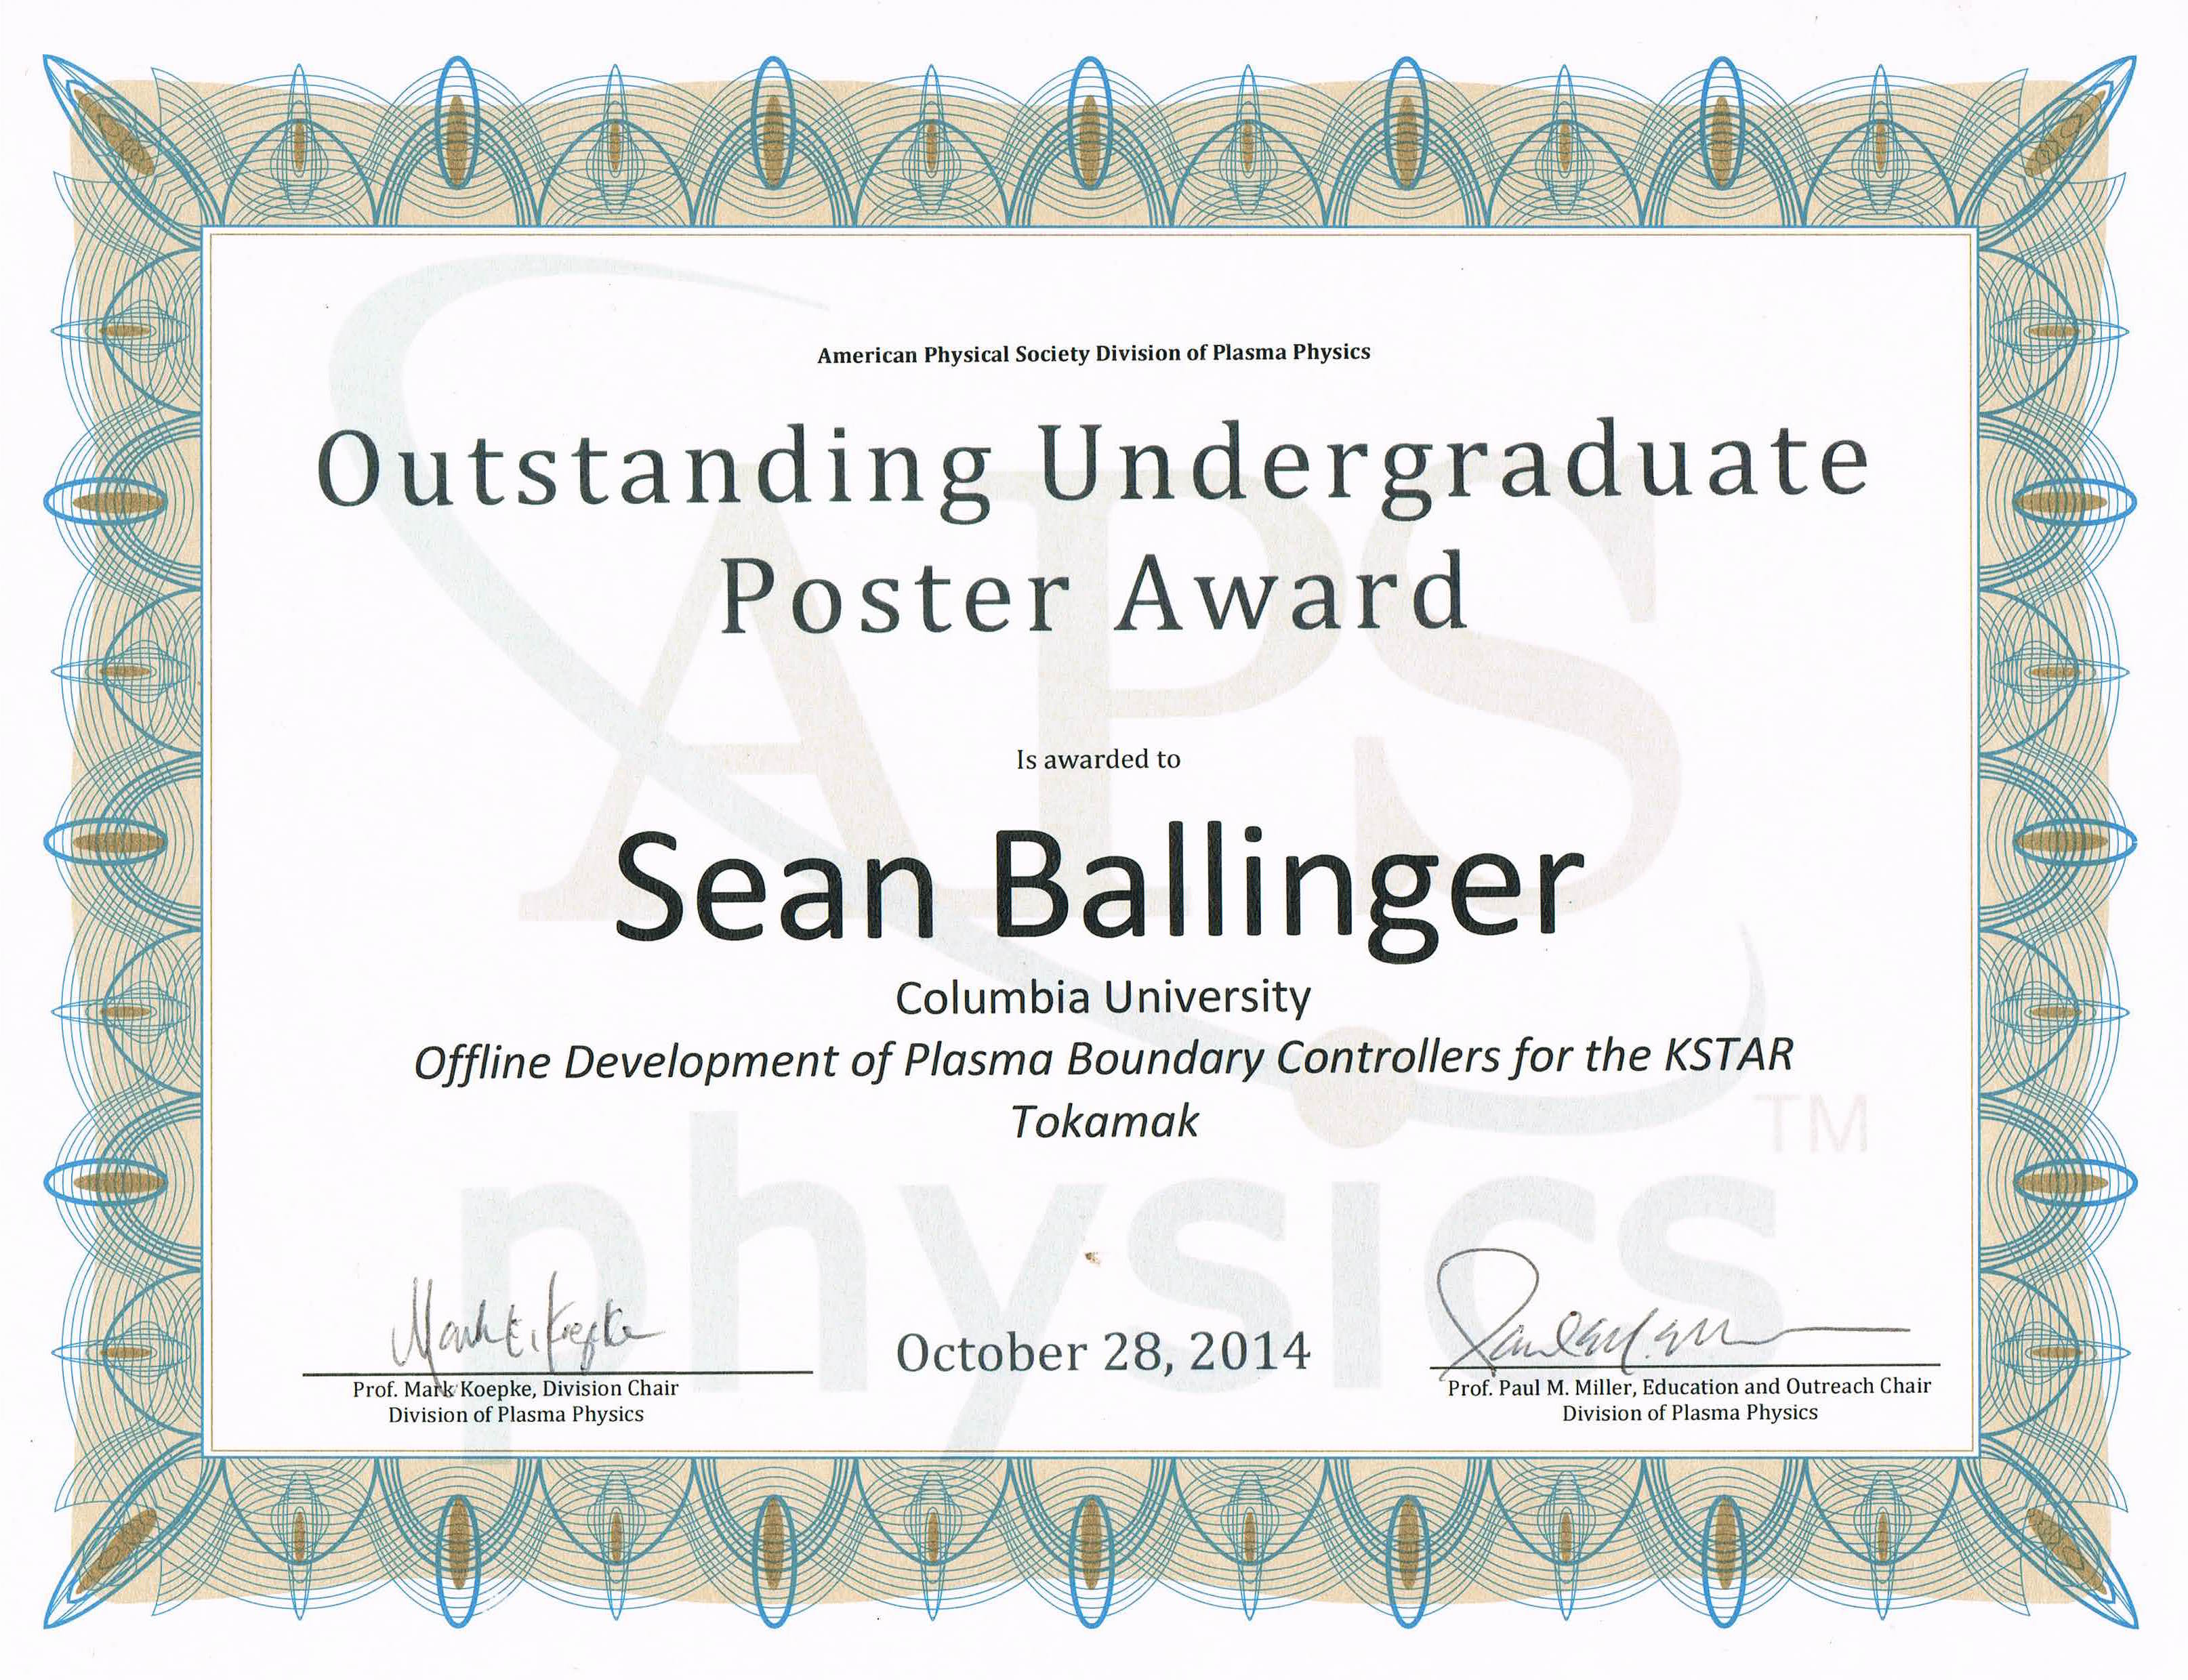 American Physical Society Division of Plasma Physics
Outstanding Undergraduate
Poster Award
Is awarded to
Sean Ballinger
Columbia University
Offline Development of Plasma Boundary Controllers for the KSTAR
Tokamak
APS
TM
physics
Mark E. Koepke
October 28, 2014
Paul M. Miller
Prof. Mark Koepke, Division Chair
Division of Plasma Physics
Prof. Paul M. Miller, Education and Outreach Chair
Division of Plasma Physics